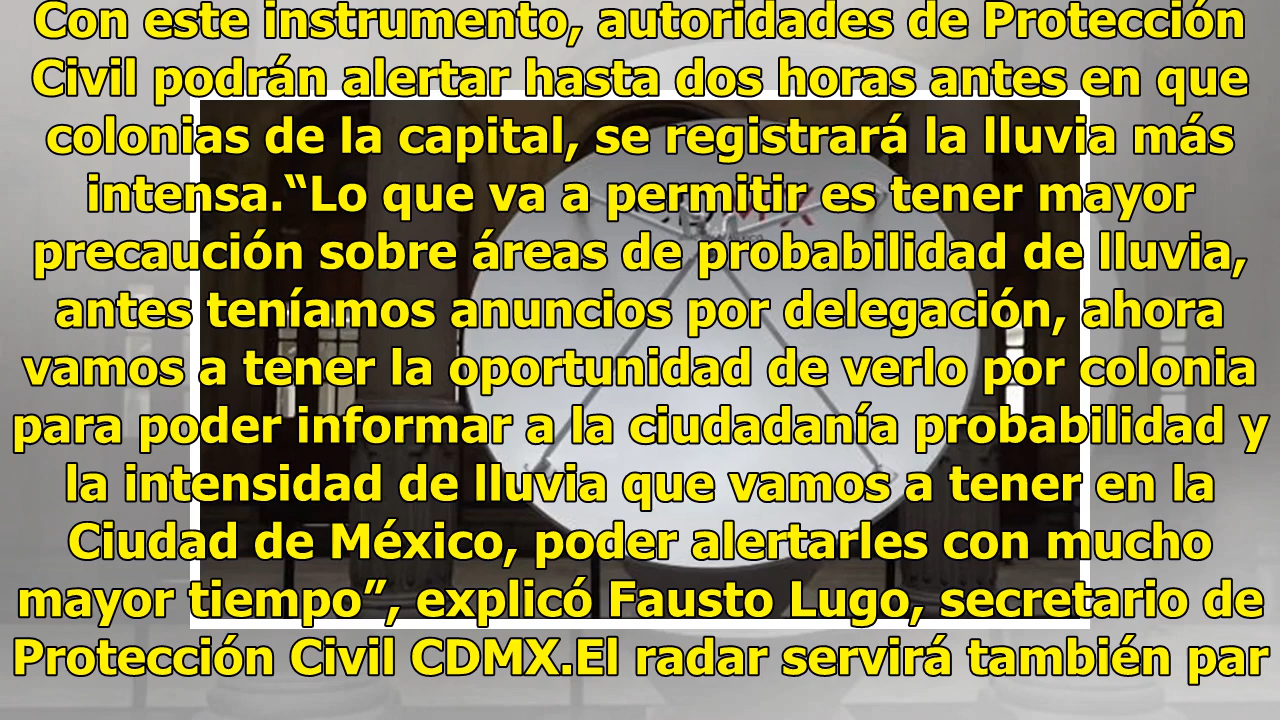 Con este instrumento, autoridades de Protección
Civil podrán alertar hasta dos horas antes en que
colonias de la capital, se registrará la lluvia más
intensa.“Lo que va a permitir es tener mayor
precaución sobre áreas de probabilidad de lluvia,
antes teníamos anuncios por delegación, ahora
vamos a tener la oportunidad de verlo por colonia
para poder informar a la ciudadanía probabilidad y
la intensidad de lluvia que vamos a tener en la
Ciudad de México, poder alertarles con mucho
mayor tiempo”, explicó Fausto Lugo, secretario de
Protección Civil CDMX.El radar servirá también par